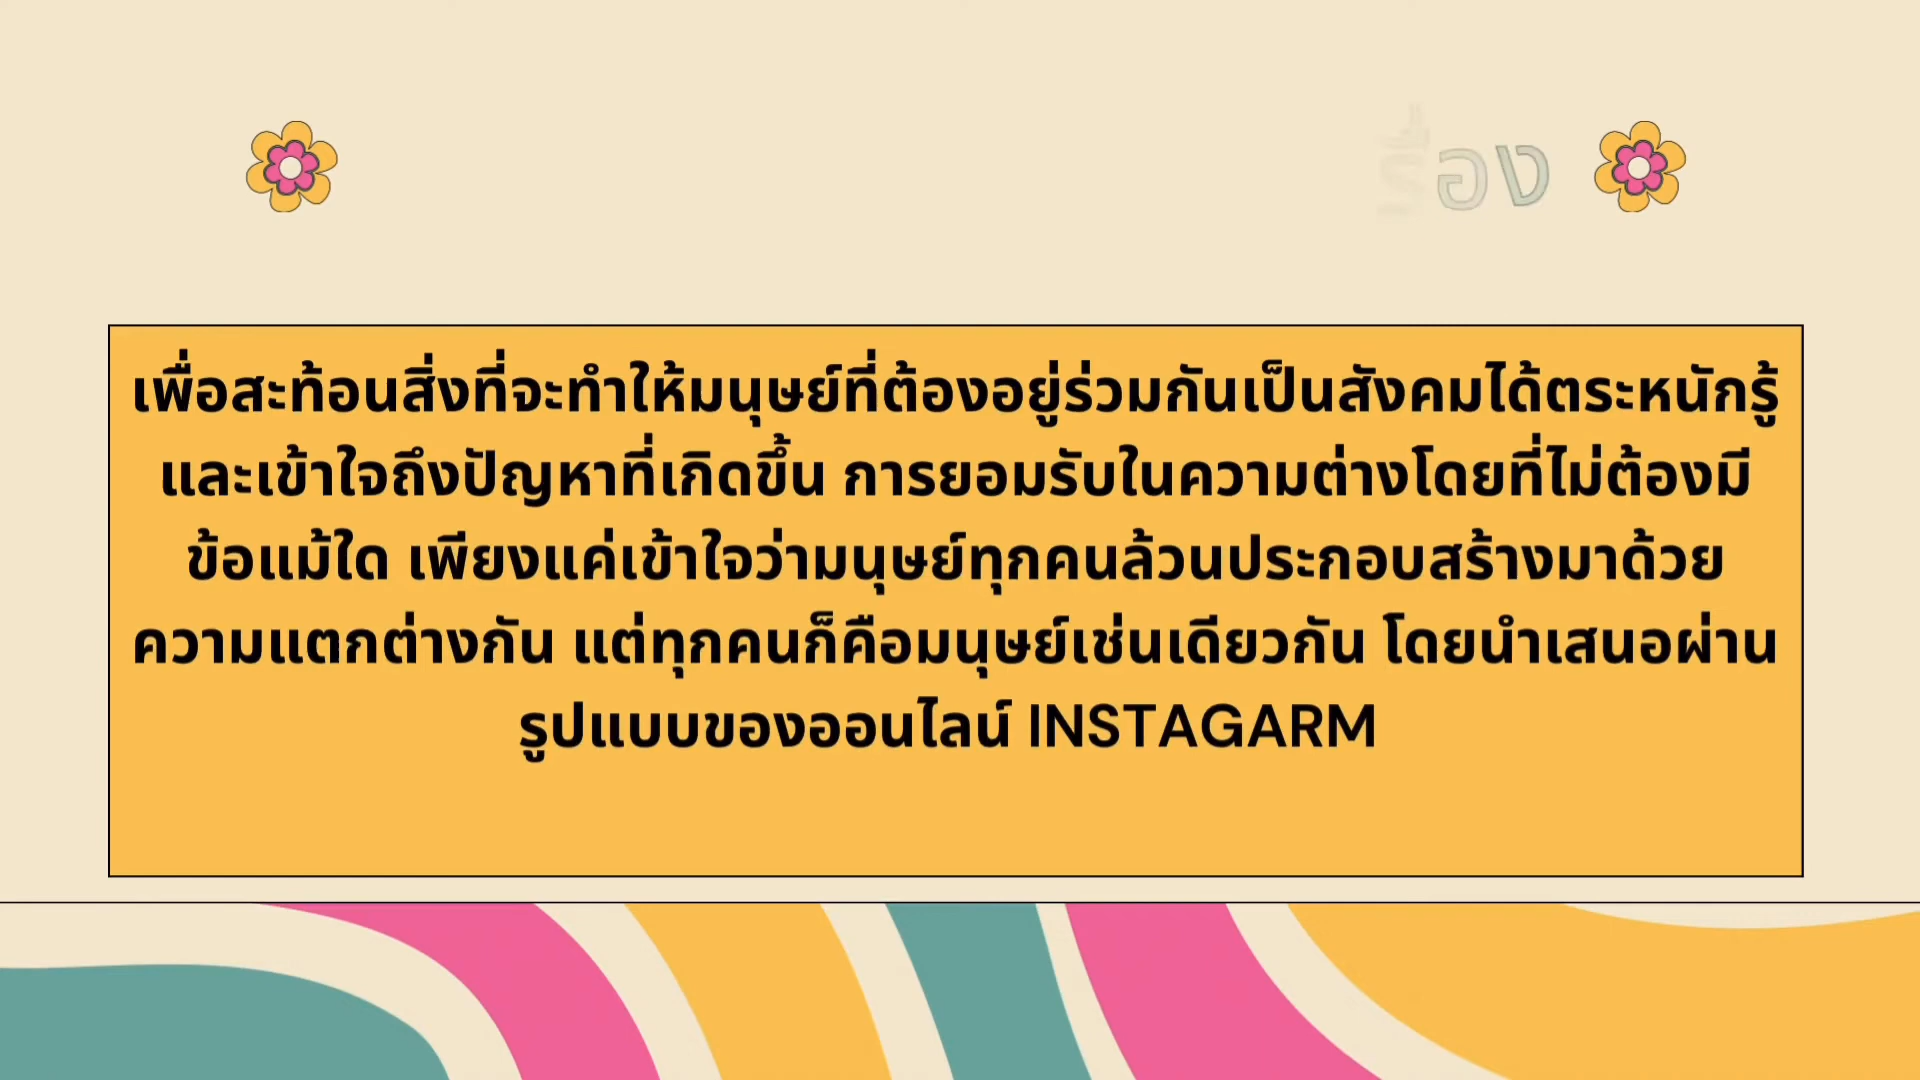 เพื่อสะท้อนสิ่งที่จะทำให้มนุษย์ที่ต้องอยู่ร่วมกันเป็นสังคมได้ตระหนักรู้
และเข้าใจถึงปัญหาที่เกิดขึ้น การยอมรับในความต่างโดยที่ไม่ต้องมี
ข้อแม้ใด เพียงแค่เข้าใจว่ามนุษย์ทุกคนล้วนประกอบสร้างมาด้วย
ความแตกต่างกัน แต่ทุกคนก็คือมนุษย์เช่นเดียวกัน โดยนำเสนอผ่าน
รูปแบบของออนไลน์ INSTAGARM